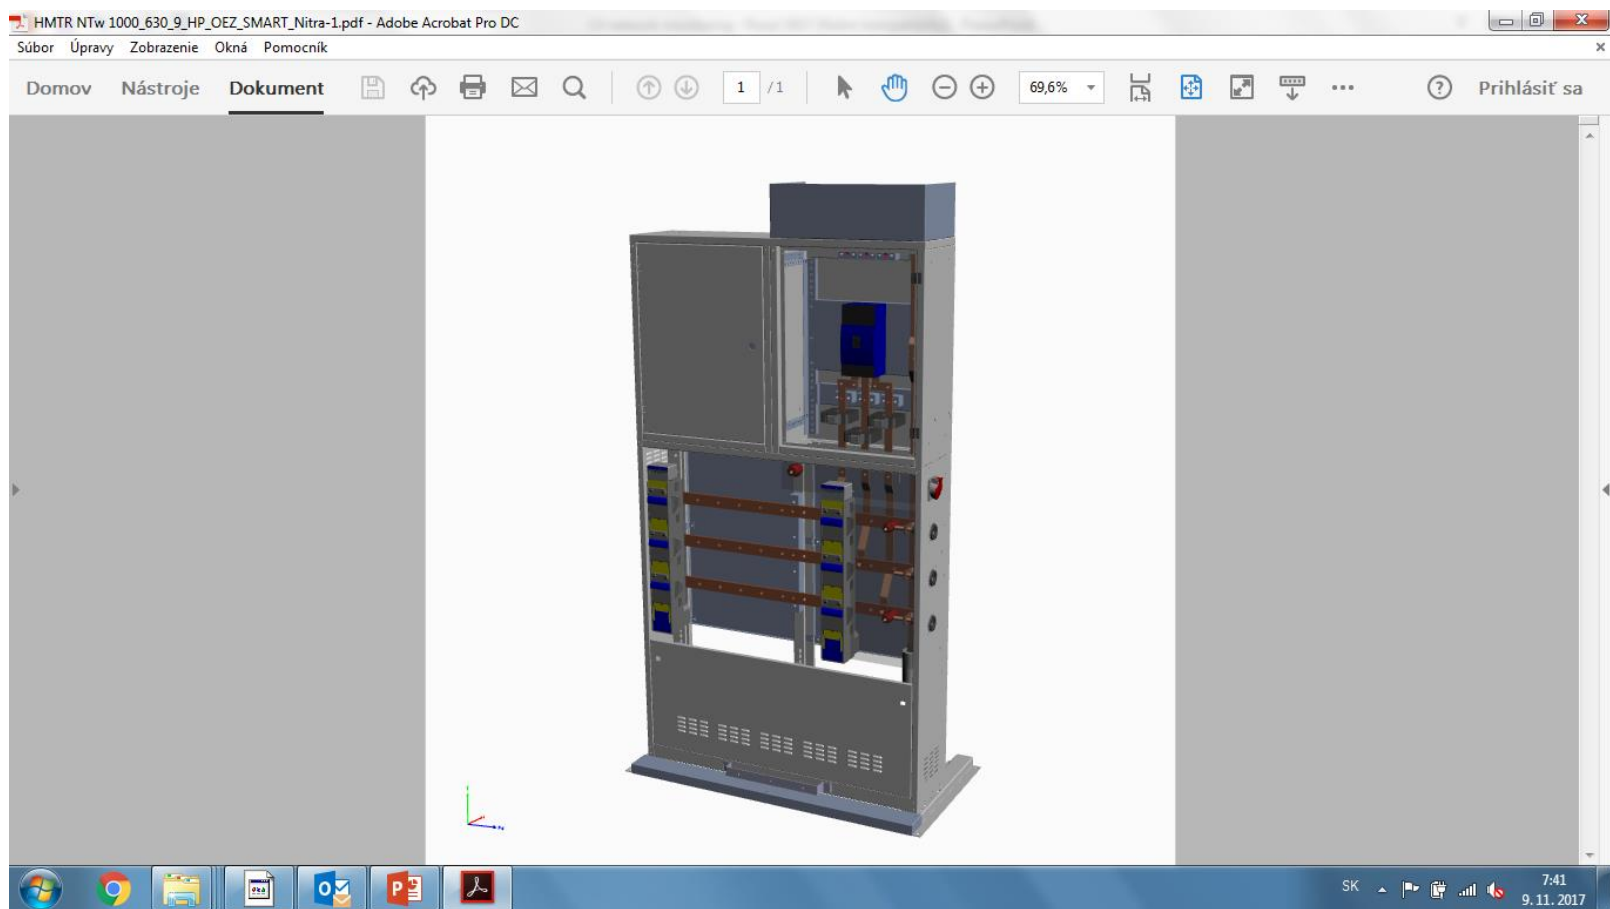 HMTR NTw 1000_630_9_HP_OEZ_SMART_Nitra-1.pdf - Adobe Acrobat Pro DC
Súbor Úpravy Zobrazenie Okná Pomocník
Domov Nástroje Dokument 1 /1 69,6% Prihlásiť sa
SK 7:41
9. 11. 2017